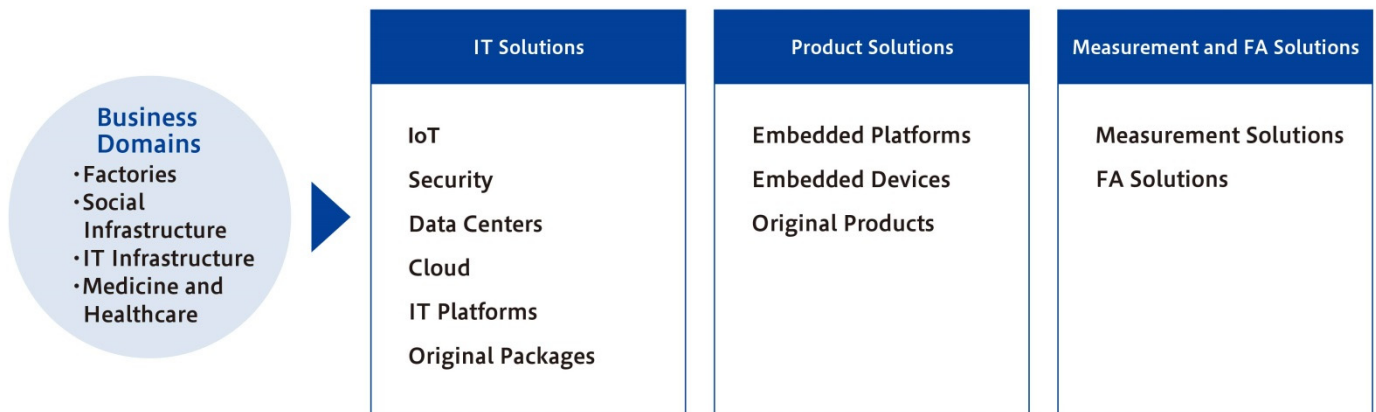 Business
Domains
・Factories
・Social
Infrastructure
・IT Infrastructure
・Medicine and
Healthcare
IT Solutions
IoT
Security
Data Centers
Cloud
IT Platforms
Original Packages
Product Solutions
Embedded Platforms
Embedded Devices
Original Products
Measurement and FA Solutions
Measurement Solutions
FA Solutions